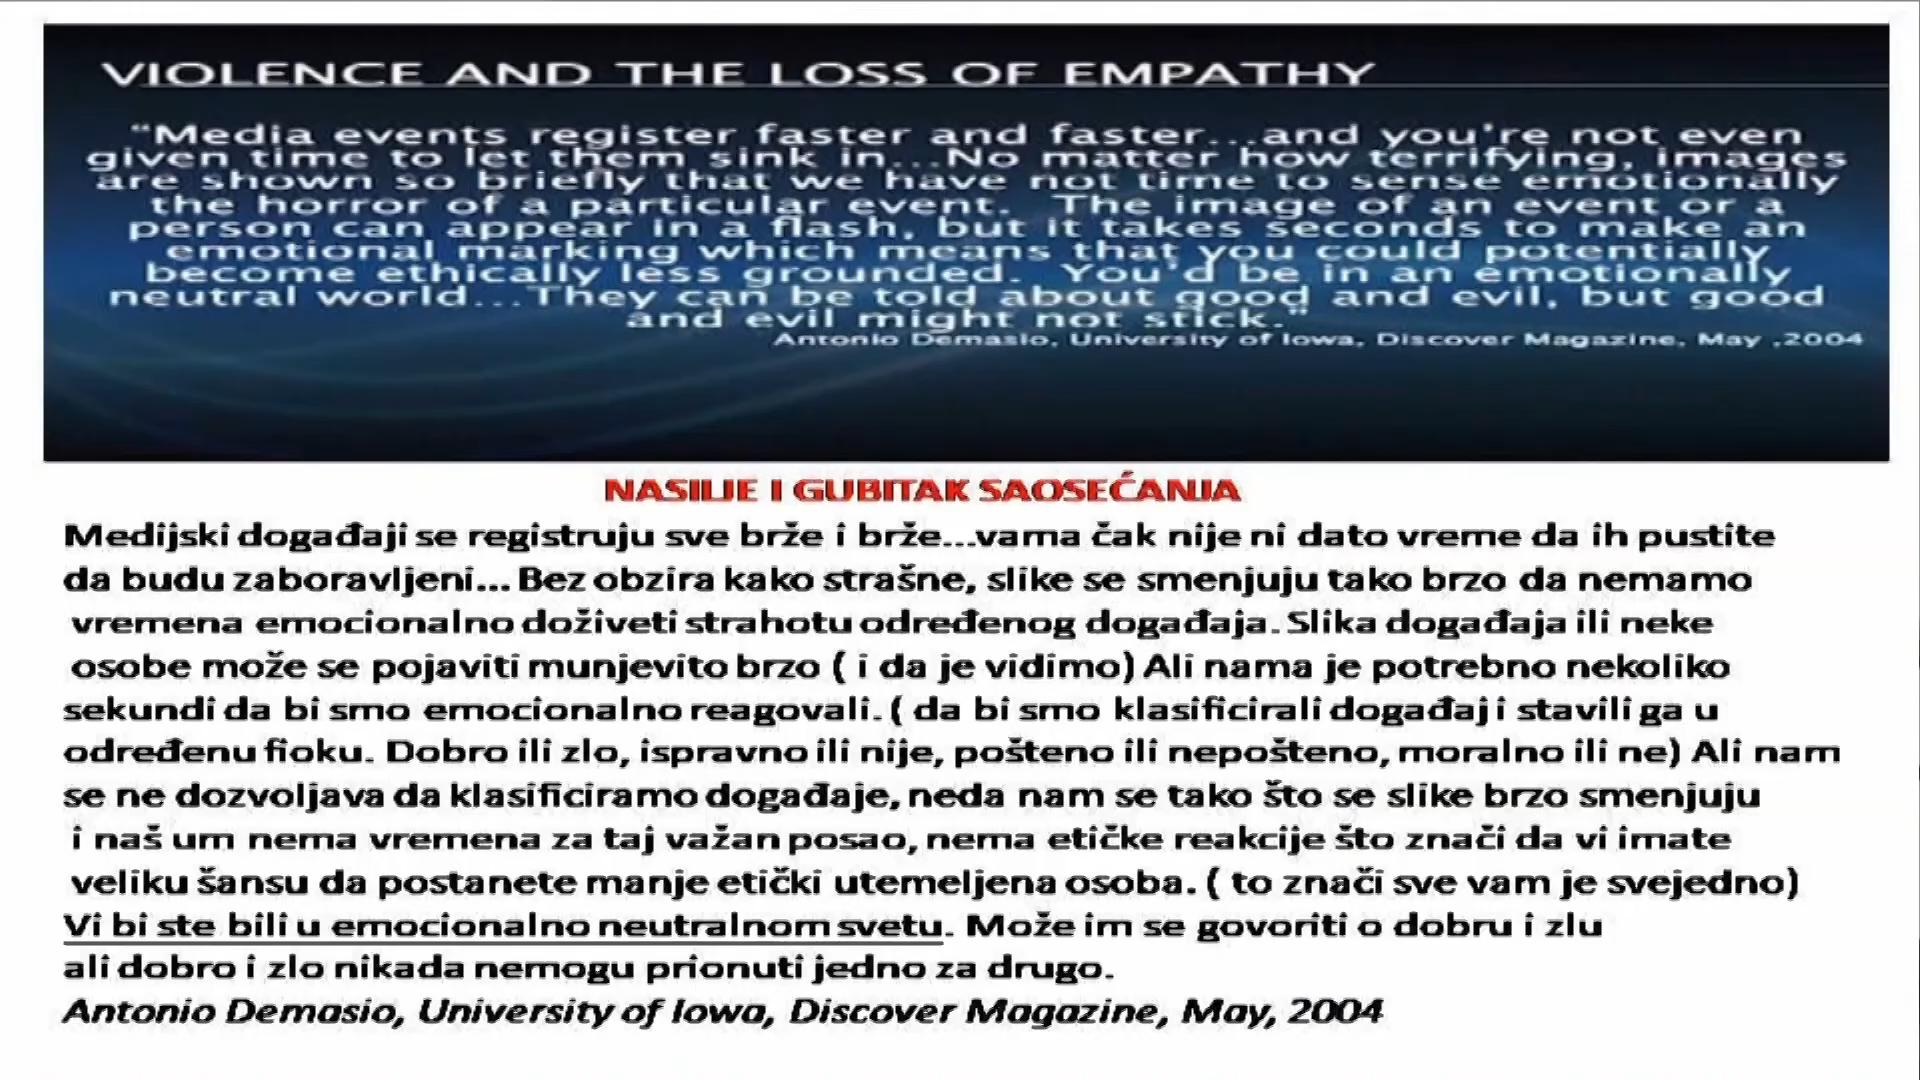 VIOLENCE AND THE LOSS OF EMPATHY
"Media events register faster and faster...and you're not even
given time to let them sink in...No matter how terrifying, images
are shown so briefly that we have not time to sense emotionally
the horror of a particular event. The image of an event or a
person can appear in a flash, but it takes seconds to make an
emotional marking which means that you could potentially
become ethically less grounded. You'd be in an emotionally
neutral world...They can be told about good and evil, but good
and evil might not stick."
Antonio Demasio, University of Iowa, Discover Magazine, May ,2004
NASILJE I GUBITAK SAOSEĆANJA
Medijski događaji se registruju sve brže i brže...vama čak nije ni dato vreme da ih pustite
da budu zaboravljeni... Bez obzira kako strašne, slike se smenjuju tako brzo da nemamo
vremena emocionalno doživeti strahotu određenog događaja. Slika događaja ili neke
osobe može se pojaviti munjevito brzo ( i da je vidimo) Ali nama je potrebno nekoliko
sekundi da bi smo emocionalno reagovali. ( da bi smo klasificirali događaj i stavili ga u
određenu fioku. Dobro ili zlo, ispravno ili nije, pošteno ili nepošteno, moralno ili ne) Ali nam
se ne dozvoljava da klasificiramo događaje, neda nam se tako što se slike brzo smenjuju
i naš um nema vremena za taj važan posao, nema etičke reakcije što znači da vi imate
veliku šansu da postanete manje etički utemeljena osoba. ( to znači sve vam je svejedno)
Vi bi ste bili u emocionalno neutralnom svetu. Može im se govoriti o dobru i zlu
ali dobro i zlo nikada nemogu prionuti jedno za drugo.
Antonio Demasio, University of Iowa, Discover Magazine, May, 2004